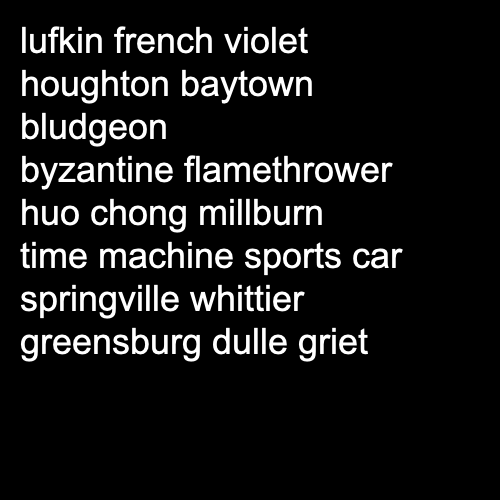 lufkin french violet
houghton baytown
bludgeon
byzantine flamethrower
huo chong millburn
time machine sports car
springville whittier
greensburg dulle griet